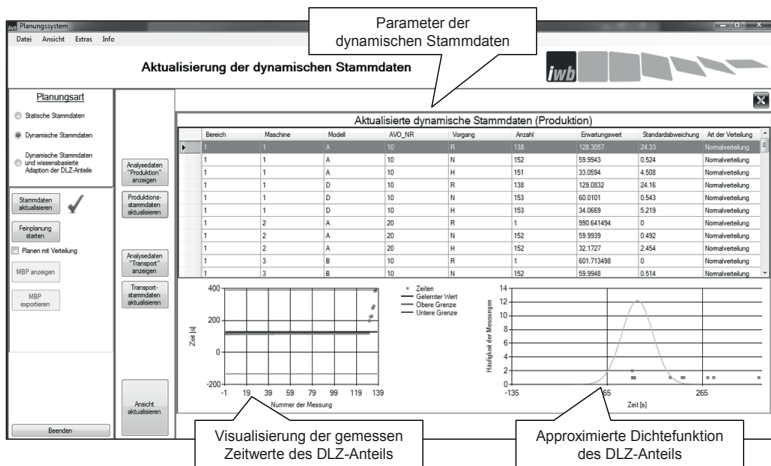 Parameter der
dynamischen Stammdaten
iwb Planungssystem
Datei Ansicht Extras Info
Aktualisierung der dynamischen Stammdaten
iwb
Planungsart
Statische Stammdaten
Dynamische Stammdaten
Dynamische Stammdaten
und wissensbasierte
Adaption der DLZ-Anteile
Stammdaten
aktualisieren
Feinplanung
starten
Planen mit Verteilung
MBP anzeigen
MBP
exportieren
Beenden
Analysedaten
"Produktion"
anzeigen
Produktions-
stammdaten
aktualisieren
Analysedaten
"Transport"
anzeigen
Transport-
stammdaten
aktualisieren
Ansicht
aktualisieren
Aktualisierte dynamische Stammdaten (Produktion)
Bereich Maschine Modell AVO_NR Vorgang Anzahl Erwartungswert Standardabweichung Art der Verteilung
1 1 A 10 R 138 128.3057 24.33 Normalverteilung
1 1 A 10 N 152 59.9943 0.524 Normalverteilung
1 1 A 10 H 151 33.0594 4.508 Normalverteilung
1 1 D 10 R 138 129.0832 24.16 Normalverteilung
1 1 D 10 N 153 60.0101 0.543 Normalverteilung
1 1 D 10 H 153 34.0669 5.219 Normalverteilung
1 2 A 20 R 1 990.641494 0 Normalverteilung
1 2 A 20 N 152 59.9939 0.492 Normalverteilung
1 2 A 20 H 152 32.1727 2.454 Normalverteilung
1 3 B 10 R 1 601.713498 0 Normalverteilung
1 3 B 10 N 152 59.9948 0.514 Normalverteilung
Zeit [s]
400
200
0
-200
-1 19 39 59 79 99 119 139
Nummer der Messung
Zeiten
Gelernter Wert
Obere Grenze
Untere Grenze
Häufigkeit der Messungen
14
12
10
8
6
4
2
0
-135 65 265
Zeit [s]
Visualisierung der gemessen
Zeitwerte des DLZ-Anteils
Approximierte Dichtefunktion
des DLZ-Anteils